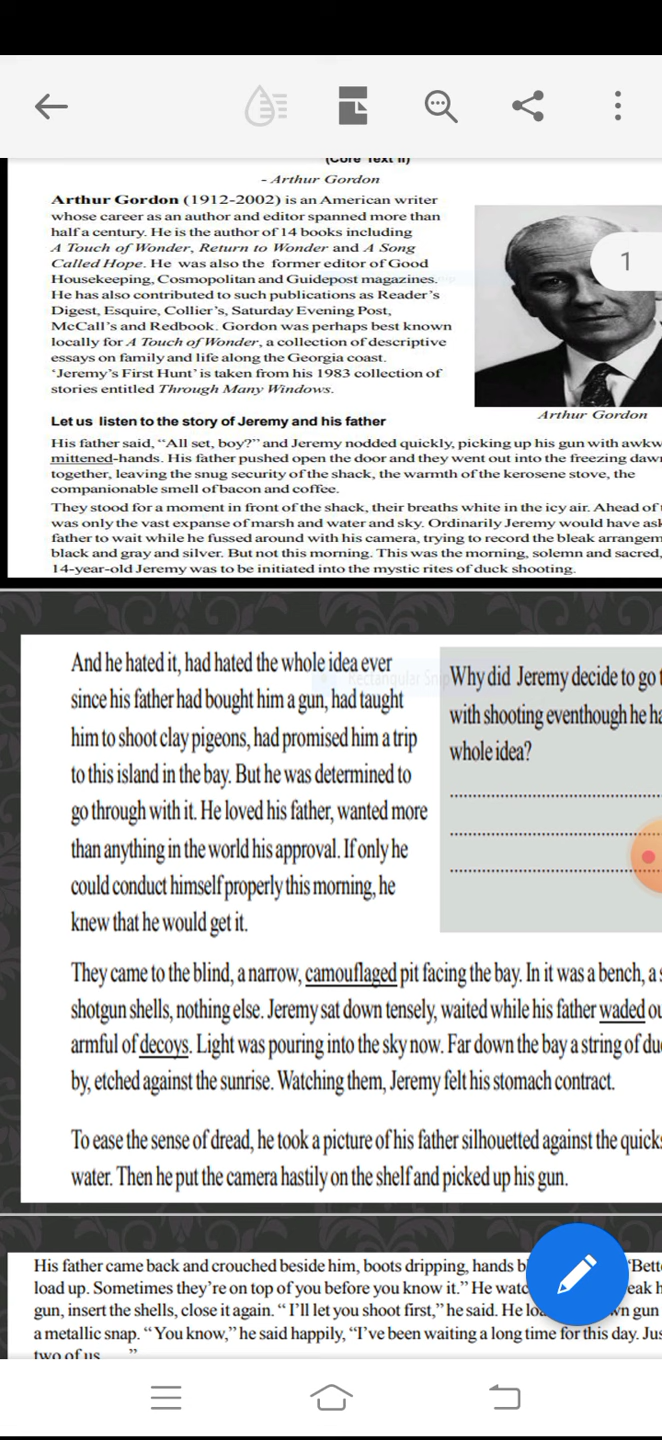 (Core Text II)
- Arthur Gordon
Arthur Gordon (1912-2002) is an American writer
whose career as an author and editor spanned more than
half a century. He is the author of 14 books including
A Touch of Wonder, Return to Wonder and A Song
Called Hope. He was also the former editor of Good
Housekeeping, Cosmopolitan and Guidepost magazines.
He has also contributed to such publications as Reader's
Digest, Esquire, Collier's, Saturday Evening Post,
McCall's and Redbook. Gordon was perhaps best known
locally for A Touch of Wonder, a collection of descriptive
essays on family and life along the Georgia coast.
'Jeremy's First Hunt' is taken from his 1983 collection of
stories entitled Through Many Windows.
1
Arthur Gordon
Let us listen to the story of Jeremy and his father
His father said, "All set, boy?" and Jeremy nodded quickly, picking up his gun with awkw
mittened-hands. His father pushed open the door and they went out into the freezing dawn
together, leaving the snug security of the shack, the warmth of the kerosene stove, the
companionable smell of bacon and coffee.
They stood for a moment in front of the shack, their breaths white in the icy air. Ahead of
was only the vast expanse of marsh and water and sky. Ordinarily Jeremy would have as
father to wait while he fussed around with his camera, trying to record the bleak arrangem
black and gray and silver. But not this morning. This was the morning, solemn and sacred,
14-year-old Jeremy was to be initiated into the mystic rites of duck shooting.
And he hated it, had hated the whole idea ever
since his father had bought him a gun, had taught
him to shoot clay pigeons, had promised him a trip
to this island in the bay. But he was determined to
go through with it. He loved his father, wanted more
than anything in the world his approval. If only he
could conduct himself properly this morning, he
knew that he would get it.
Rectangular Snip
Why did Jeremy decide to go t
with shooting eventhough he ha
whole idea?
They came to the blind, a narrow, camouflaged pit facing the bay. In it was a bench, a s
shotgun shells, nothing else. Jeremy sat down tensely, waited while his father waded ou
armful of decoys. Light was pouring into the sky now. Far down the bay a string of du
by, etched against the sunrise. Watching them, Jeremy felt his stomach contract.
To ease the sense of dread, he took a picture of his father silhouetted against the quicks
water. Then he put the camera hastily on the shelf and picked up his gun.
His father came back and crouched beside him, boots dripping, hands bl "Bett
load up. Sometimes they're on top of you before you know it." He watc eak h
gun, insert the shells, close it again. "I'll let you shoot first," he said. He lo wn gun
a metallic snap. "You know," he said happily, "I've been waiting a long time for this day. Jus
two of us "